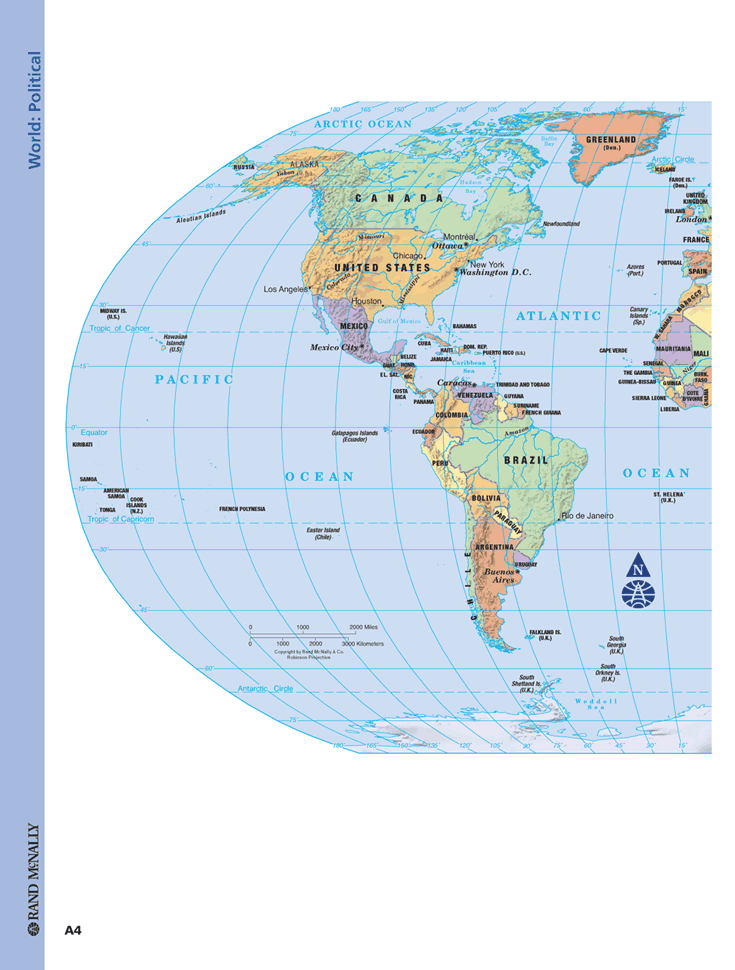 World: Political
180°
165°
150°
135°
120°
105°
90°
75°
60°
45°
30°
15°
ARCTIC OCEAN
75°
Baffin
Bay
GREENLAND
(Den.)
Arctic Circle
RUSSIA
ALASKA
Yukon (U.S.)
ICELAND
60°
FAROE IS.
(Den.)
Hudson
Bay
CANADA
UNITED
KINGDOM
IRELAND
London
Aleutian Islands
Newfoundland
45°
Missouri
Montréal
Ottawa
FRANCE
Chicago
UNITED STATES
New York
Washington D.C.
Azores
(Port.)
PORTUGAL
SPAIN
Colorado
Los Angeles
Mississippi
Houston
30°
MIDWAY IS.
(U.S.)
Gulf of Mexico
ATLANTIC
Canary
Islands
(Sp.)
MOROCCO
W. SAHARA
Tropic of Cancer
MEXICO
BAHAMAS
Hawaiian
Islands
(U.S)
Mexico City
CUBA
HAITI
DOM. REP.
PUERTO RICO (U.S.)
JAMAICA
BELIZE
GUAT.
HOND.
Caribbean
Sea
CAPE VERDE
MAURITANIA
MALI
Niger
15°
EL. SAL.
NIC.
SENEGAL
THE GAMBIA
GUINEA-BISSAU
GUINEA
BURK.
FASO
PACIFIC
COSTA
RICA
PANAMA
Caracas
TRINIDAD AND TOBAGO
VENEZUELA
GUYANA
SURINAME
FRENCH GUIANA
SIERRA LEONE
COTE
D'IVOIRE
GHANA
LIBERIA
COLOMBIA
0°
Equator
KIRIBATI
Galapagos Islands
(Ecuador)
ECUADOR
Amazon
PERU
BRAZIL
OCEAN
OCEAN
SAMOA
15°
AMERICAN
SAMOA
COOK
ISLANDS
(N.Z.)
TONGA
FRENCH POLYNESIA
BOLIVIA
ST. HELENA
(U.K.)
Tropic of Capricorn
PARAGUAY
Rio de Janeiro
Easter Island
(Chile)
30°
CHILE
ARGENTINA
URUGUAY
Buenos
Aires
N
45°
0 1000 2000 Miles
0 1000 2000 3000 Kilometers
Copyright by Rand McNally & Co.
Robinson Projection
FALKLAND IS.
(U.K.)
South
Georgia
(U.K.)
60°
South
Orkney Is.
(U.K.)
South
Shetland Is.
(U.K.)
Antarctic Circle
Weddell
Sea
75°
180°
165°
150°
135°
120°
105°
90°
75°
60°
45°
30°
15°
RAND MCNALLY
A4